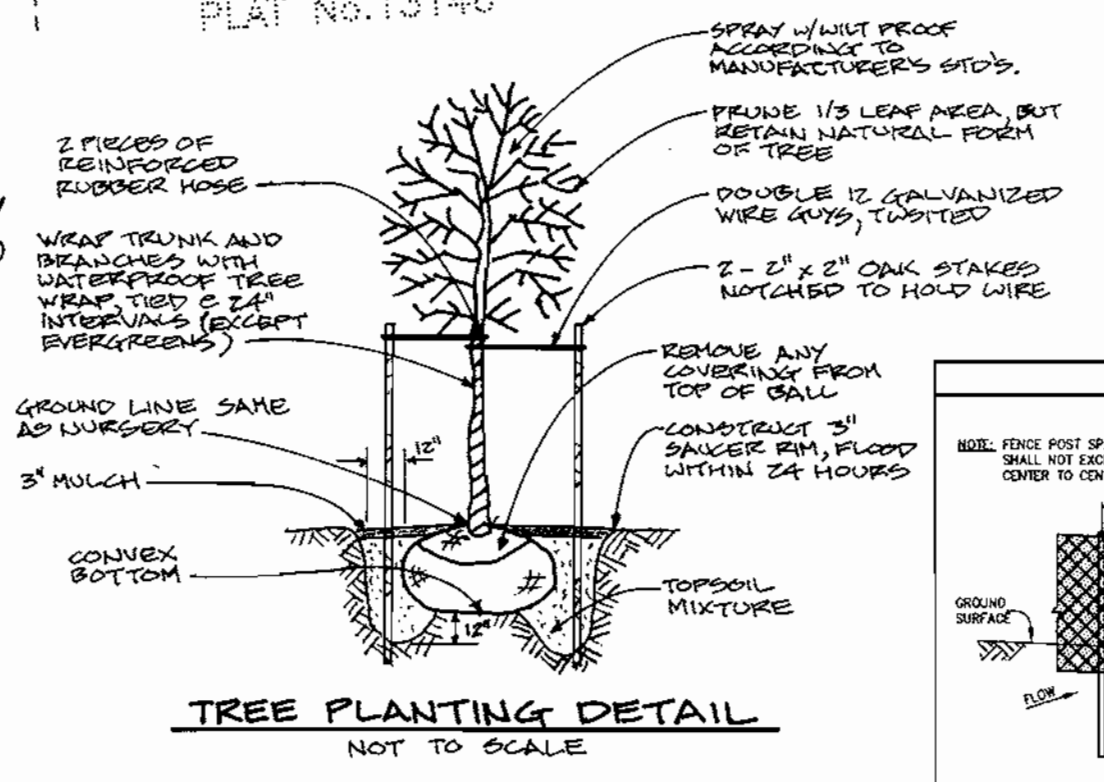 PLAT No.15140
SPRAY W/WILT PROOF
ACCORDING TO
MANUFACTURER'S STD'S.
PRUNE 1/3 LEAF AREA, BUT
RETAIN NATURAL FORM
OF TREE
2 PIECES OF
REINFORCED
RUBBER HOSE
DOUBLE 12 GALVANIZED
WIRE GUYS, TWSITED
WRAP TRUNK AND
BRANCHES WITH
WATERPROOF TREE
WRAP, TIED @ 24"
INTERVALS (EXCEPT
EVERGREENS)
2 - 2" x 2" OAK STAKES
NOTCHED TO HOLD WIRE
REMOVE ANY
COVERING FROM
TOP OF BALL
GROUND LINE SAME
AS NURSERY
12"
CONSTRUCT 3"
SAUCER RIM, FLOOD
WITHIN 24 HOURS
3" MULCH
CONVEX
BOTTOM
TOPSOIL
MIXTURE
12"
TREE PLANTING DETAIL
NOT TO SCALE
NOTE: FENCE POST SP
SHALL NOT EXC
CENTER TO CEN
GROUND
SURFACE
FLOW